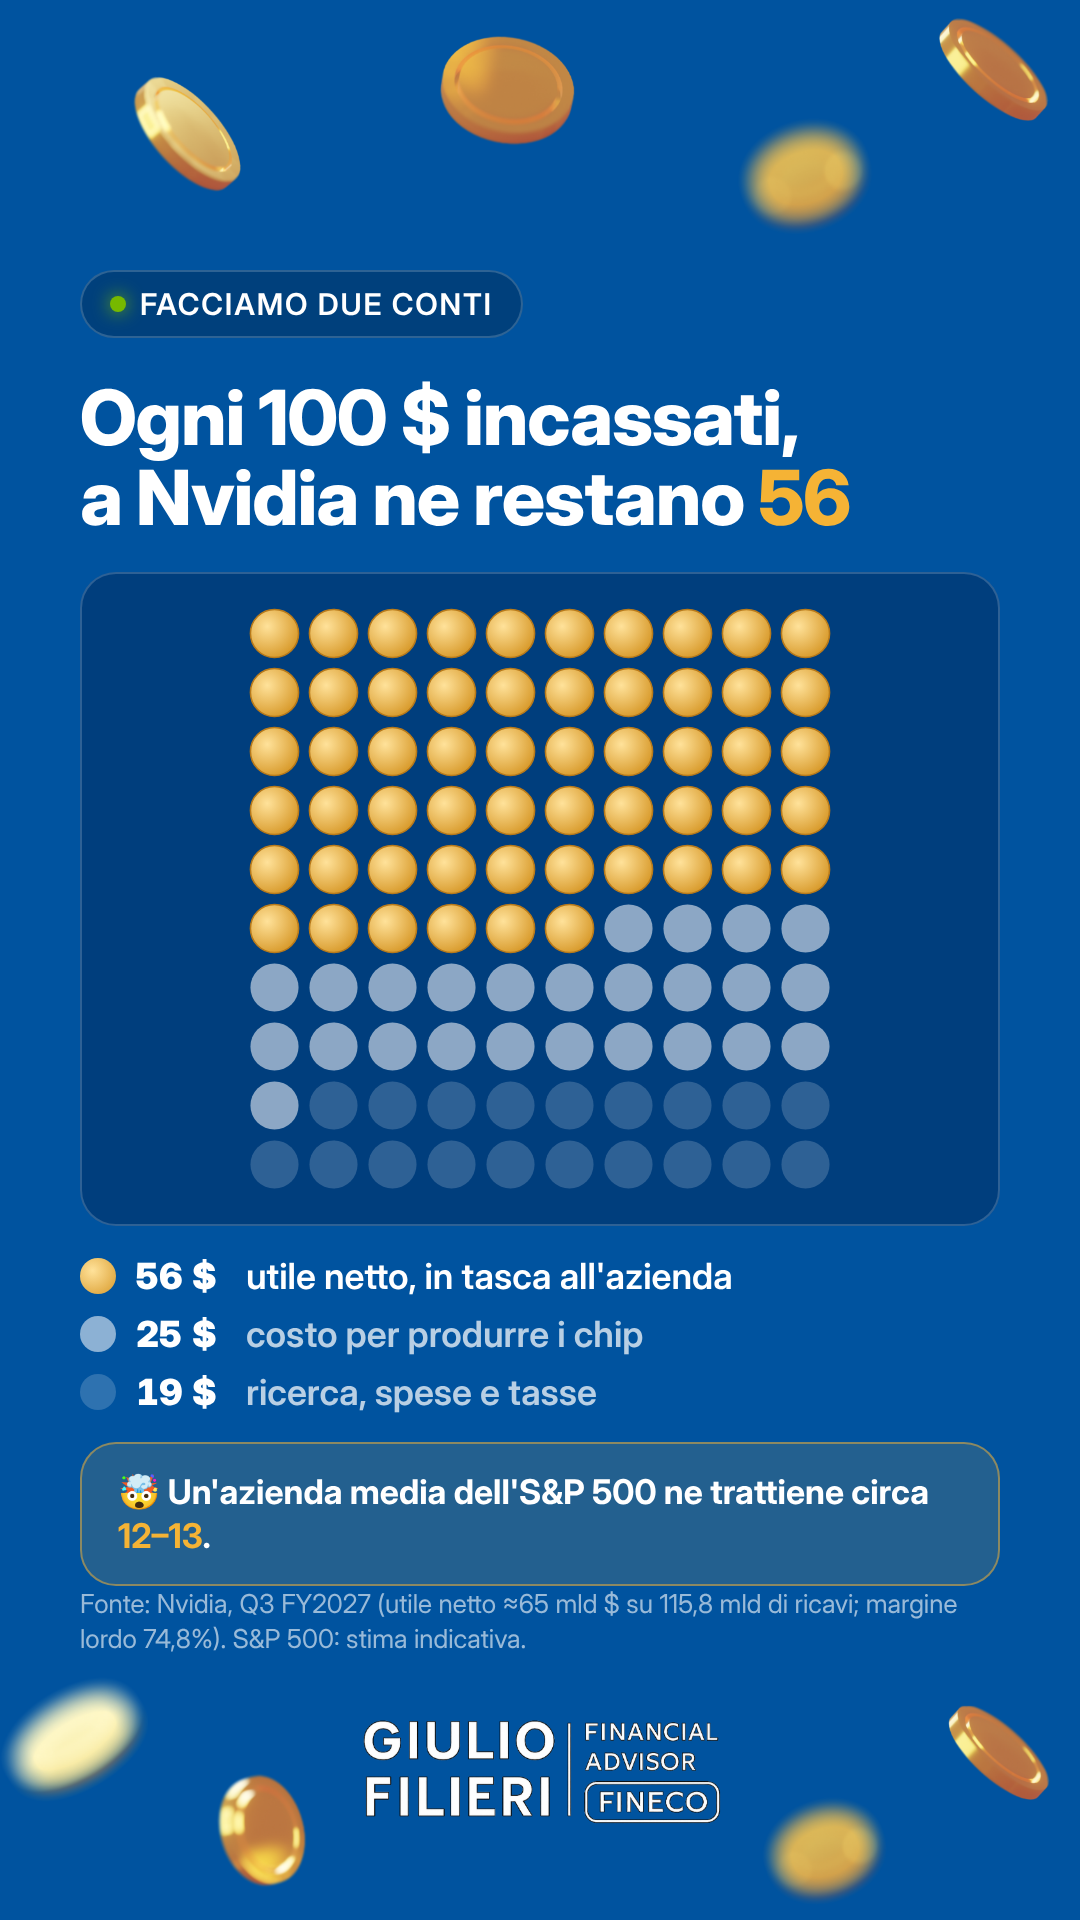 FACCIAMO DUE CONTI
Ogni 100 $ incassati,
a Nvidia ne restano 56
56 $ utile netto, in tasca all'azienda
25 $ costo per produrre i chip
19 $ ricerca, spese e tasse
🤯 Un'azienda media dell'S&P 500 ne trattiene circa
12–13.
Fonte: Nvidia, Q3 FY2027 (utile netto ≈65 mld $ su 115,8 mld di ricavi; margine
lordo 74,8%). S&P 500: stima indicativa.
GIULIO
FILIERI
FINANCIAL
ADVISOR
FINECO